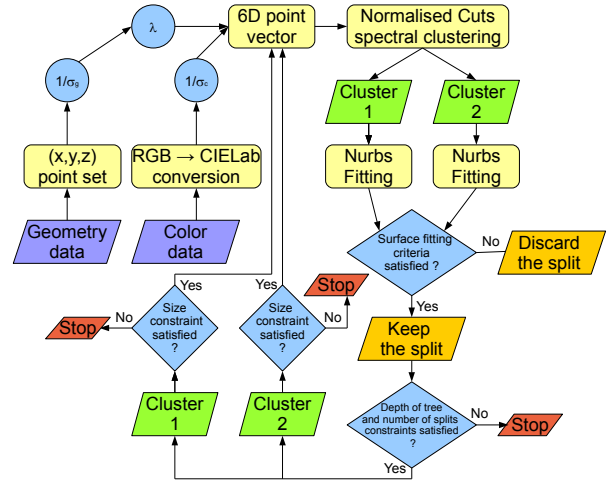 λ
6D point
vector
Normalised Cuts
spectral clustering
1/σg
1/σc
Cluster
1
Cluster
2
(x,y,z)
point set
RGB → CIELab
conversion
Nurbs
Fitting
Nurbs
Fitting
Geometry
data
Color
data
Surface fitting
criteria
satisfied ?
No
Discard
the split
Yes
Yes
Stop
No
Stop
Size
constraint
satisfied
?
Size
constraint
satisfied
?
No
Yes
Keep
the split
Cluster
1
Cluster
2
Depth of tree
and number of splits
constraints satisfied
?
No
Stop
Yes